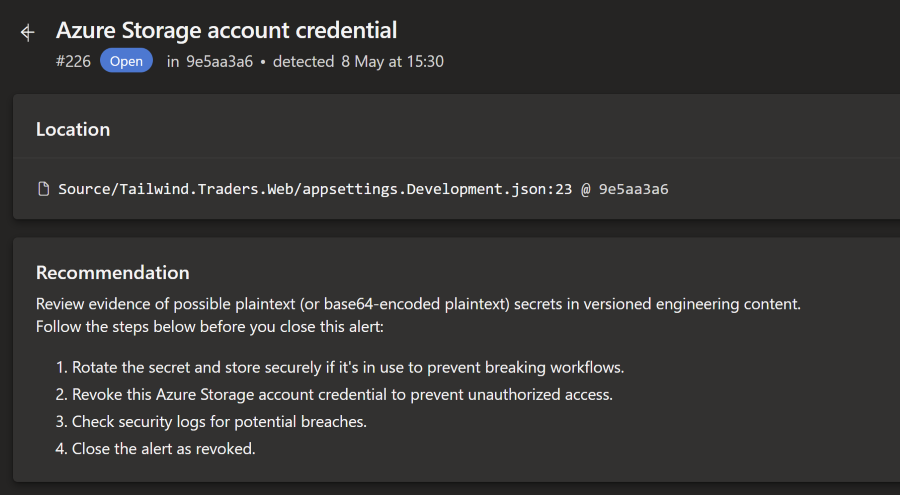 Azure Storage account credential
#226 Open in 9e5aa3a6 • detected 8 May at 15:30
Location
Source/Tailwind.Traders.Web/appsettings.Development.json:23 @ 9e5aa3a6
Recommendation
Review evidence of possible plaintext (or base64-encoded plaintext) secrets in versioned engineering content.
Follow the steps below before you close this alert:
1. Rotate the secret and store securely if it's in use to prevent breaking workflows.
2. Revoke this Azure Storage account credential to prevent unauthorized access.
3. Check security logs for potential breaches.
4. Close the alert as revoked.